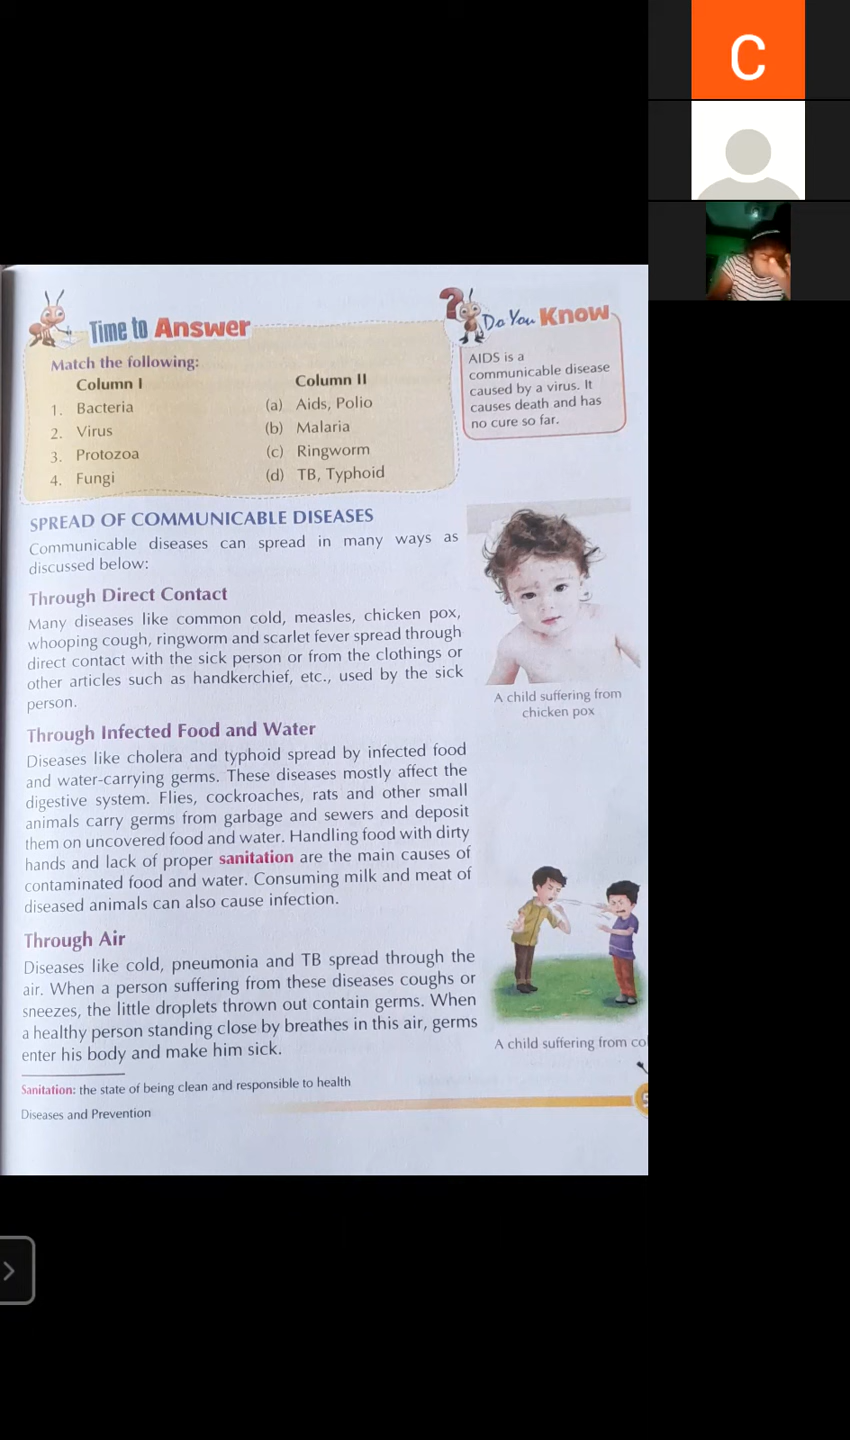 C
Time to Answer
Match the following:
Column I
Column II
1. Bacteria
(a) Aids, Polio
2. Virus
(b) Malaria
3. Protozoa
(c) Ringworm
4. Fungi
(d) TB, Typhoid
? Do You Know
AIDS is a
communicable disease
caused by a virus. It
causes death and has
no cure so far.
SPREAD OF COMMUNICABLE DISEASES
Communicable diseases can spread in many ways as
discussed below:
Through Direct Contact
Many diseases like common cold, measles, chicken pox,
whooping cough, ringworm and scarlet fever spread through
direct contact with the sick person or from the clothings or
other articles such as handkerchief, etc., used by the sick
person.
A child suffering from
chicken pox
Through Infected Food and Water
Diseases like cholera and typhoid spread by infected food
and water-carrying germs. These diseases mostly affect the
digestive system. Flies, cockroaches, rats and other small
animals carry germs from garbage and sewers and deposit
them on uncovered food and water. Handling food with dirty
hands and lack of proper sanitation are the main causes of
contaminated food and water. Consuming milk and meat of
diseased animals can also cause infection.
Through Air
Diseases like cold, pneumonia and TB spread through the
air. When a person suffering from these diseases coughs or
sneezes, the little droplets thrown out contain germs. When
a healthy person standing close by breathes in this air, germs
enter his body and make him sick.
A child suffering from co
Sanitation: the state of being clean and responsible to health
Diseases and Prevention